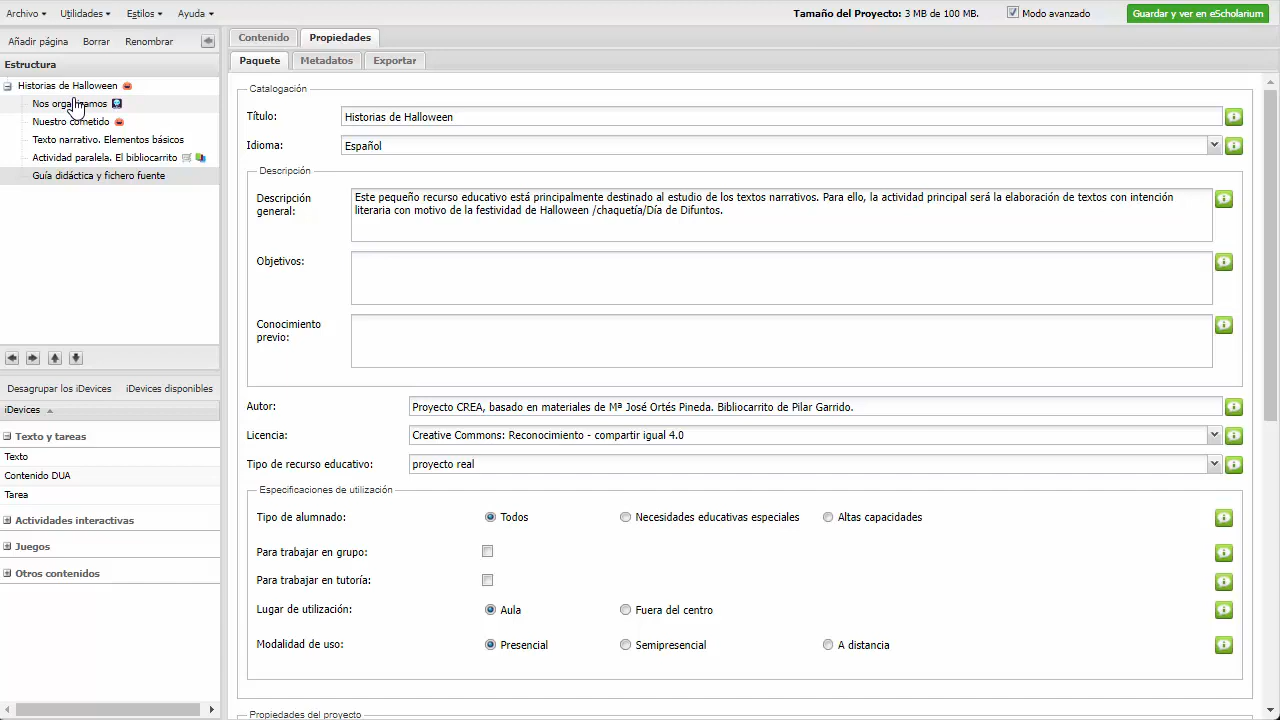 Archivo Utilidades Estilos Ayuda Tamaño del Proyecto: 3 MB de 100 MB. Modo avanzado Guardar y ver en eScholarium
Añadir página Borrar Renombrar
Estructura
Historias de Halloween
Nos organizamos
Nuestro cometido
Texto narrativo. Elementos básicos
Actividad paralela. El bibliocarrito
Guía didáctica y fichero fuente
Desagrupar los iDevices iDevices disponibles
iDevices
Texto y tareas
Texto
Contenido DUA
Tarea
Actividades interactivas
Juegos
Otros contenidos
Contenido Propiedades
Paquete Metadatos Exportar
Catalogación
Título: Historias de Halloween
Idioma: Español
Descripción
Descripción general: Este pequeño recurso educativo está principalmente destinado al estudio de los textos narrativos. Para ello, la actividad principal será la elaboración de textos con intención
literaria con motivo de la festividad de Halloween /chaquetía/Día de Difuntos.
Objetivos:
Conocimiento
previo:
Autor: Proyecto CREA, basado en materiales de Mª José Ortés Pineda. Bibliocarrito de Pilar Garrido.
Licencia: Creative Commons: Reconocimiento - compartir igual 4.0
Tipo de recurso educativo: proyecto real
Especificaciones de utilización
Tipo de alumnado: Todos Necesidades educativas especiales Altas capacidades
Para trabajar en grupo:
Para trabajar en tutoría:
Lugar de utilización: Aula Fuera del centro
Modalidad de uso: Presencial Semipresencial A distancia
Propiedades del proyecto